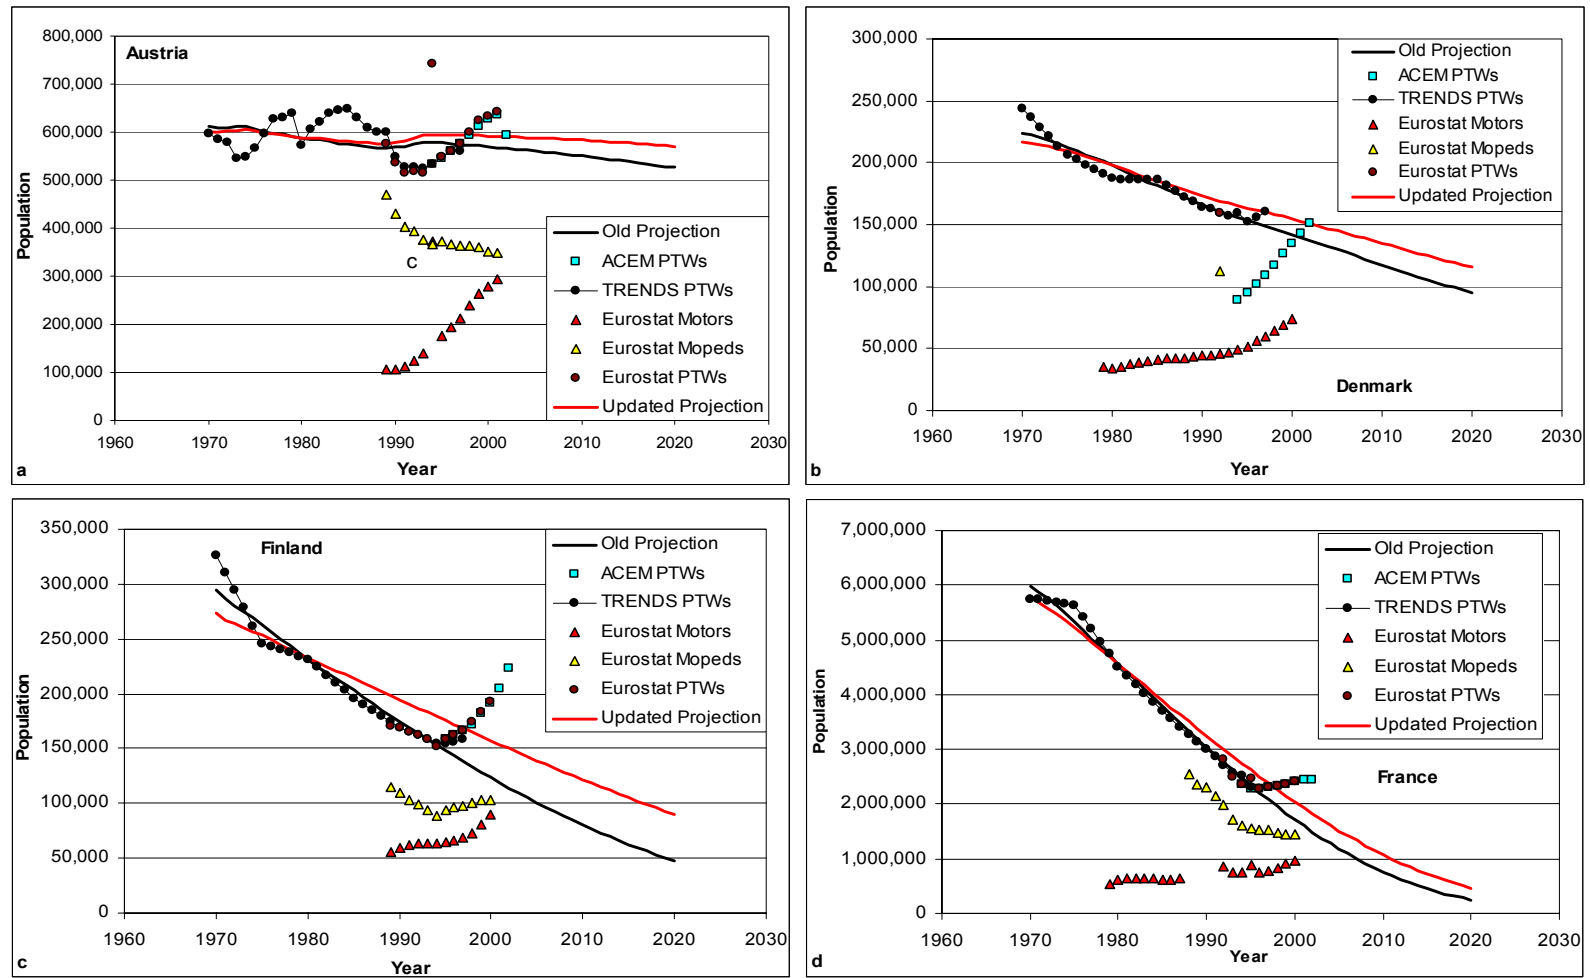 Austria
800,000
700,000
600,000
500,000
400,000
300,000
200,000
100,000
0
Population
C
Old Projection
ACEM PTWs
TRENDS PTWs
Eurostat Motors
Eurostat Mopeds
Eurostat PTWs
Updated Projection
1960 1970 1980 1990 2000 2010 2020 2030
Year
a
300,000
250,000
200,000
150,000
100,000
50,000
0
Population
Old Projection
ACEM PTWs
TRENDS PTWs
Eurostat Motors
Eurostat Mopeds
Eurostat PTWs
Updated Projection
Denmark
1960 1970 1980 1990 2000 2010 2020 2030
Year
b
350,000
300,000
250,000
200,000
150,000
100,000
50,000
0
Population
Finland
Old Projection
ACEM PTWs
TRENDS PTWs
Eurostat Motors
Eurostat Mopeds
Eurostat PTWs
Updated Projection
1960 1970 1980 1990 2000 2010 2020 2030
Year
c
7,000,000
6,000,000
5,000,000
4,000,000
3,000,000
2,000,000
1,000,000
0
Population
Old Projection
ACEM PTWs
TRENDS PTWs
Eurostat Motors
Eurostat Mopeds
Eurostat PTWs
Updated Projection
France
1960 1970 1980 1990 2000 2010 2020 2030
Year
d